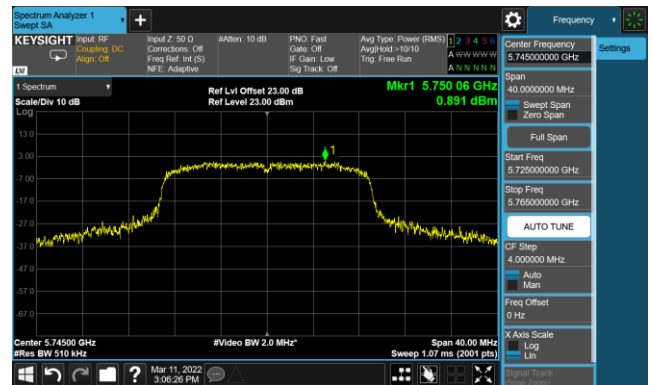 Spectrum Analyzer 1
Swept SA
Frequency
KEYSIGHT
LXI
Input: RF
Coupling: DC
Align: Off
Input Z: 50 Ω
Corrections: Off
Freq Ref: Int (S)
NFE: Adaptive
#Atten: 10 dB
PNO: Fast
Gate: Off
IF Gain: Low
Sig Track: Off
Avg Type: Power (RMS)
Avg|Hold:>10/10
Trig: Free Run
1 2 3 4 5 6
A W W W W W
A N N N N N
Center Frequency
5.745000000 GHz
Settings
Span
40.0000000 MHz
Swept Span
Zero Span
Full Span
Start Freq
5.725000000 GHz
Stop Freq
5.765000000 GHz
AUTO TUNE
CF Step
4.000000 MHz
Auto
Man
Freq Offset
0 Hz
X Axis Scale
Log
Lin
Signal Track
(Span Zoom)
1 Spectrum
Scale/Div 10 dB
Log
Ref Lvl Offset 23.00 dB
Ref Level 23.00 dBm
Mkr1 5.750 06 GHz
0.891 dBm
1
13.0
3.00
-7.00
-17.0
-27.0
-37.0
-47.0
-57.0
-67.0
Center 5.74500 GHz
#Res BW 510 kHz
#Video BW 2.0 MHz*
Span 40.00 MHz
Sweep 1.07 ms (2001 pts)
?
Mar 11, 2022
3:06:26 PM